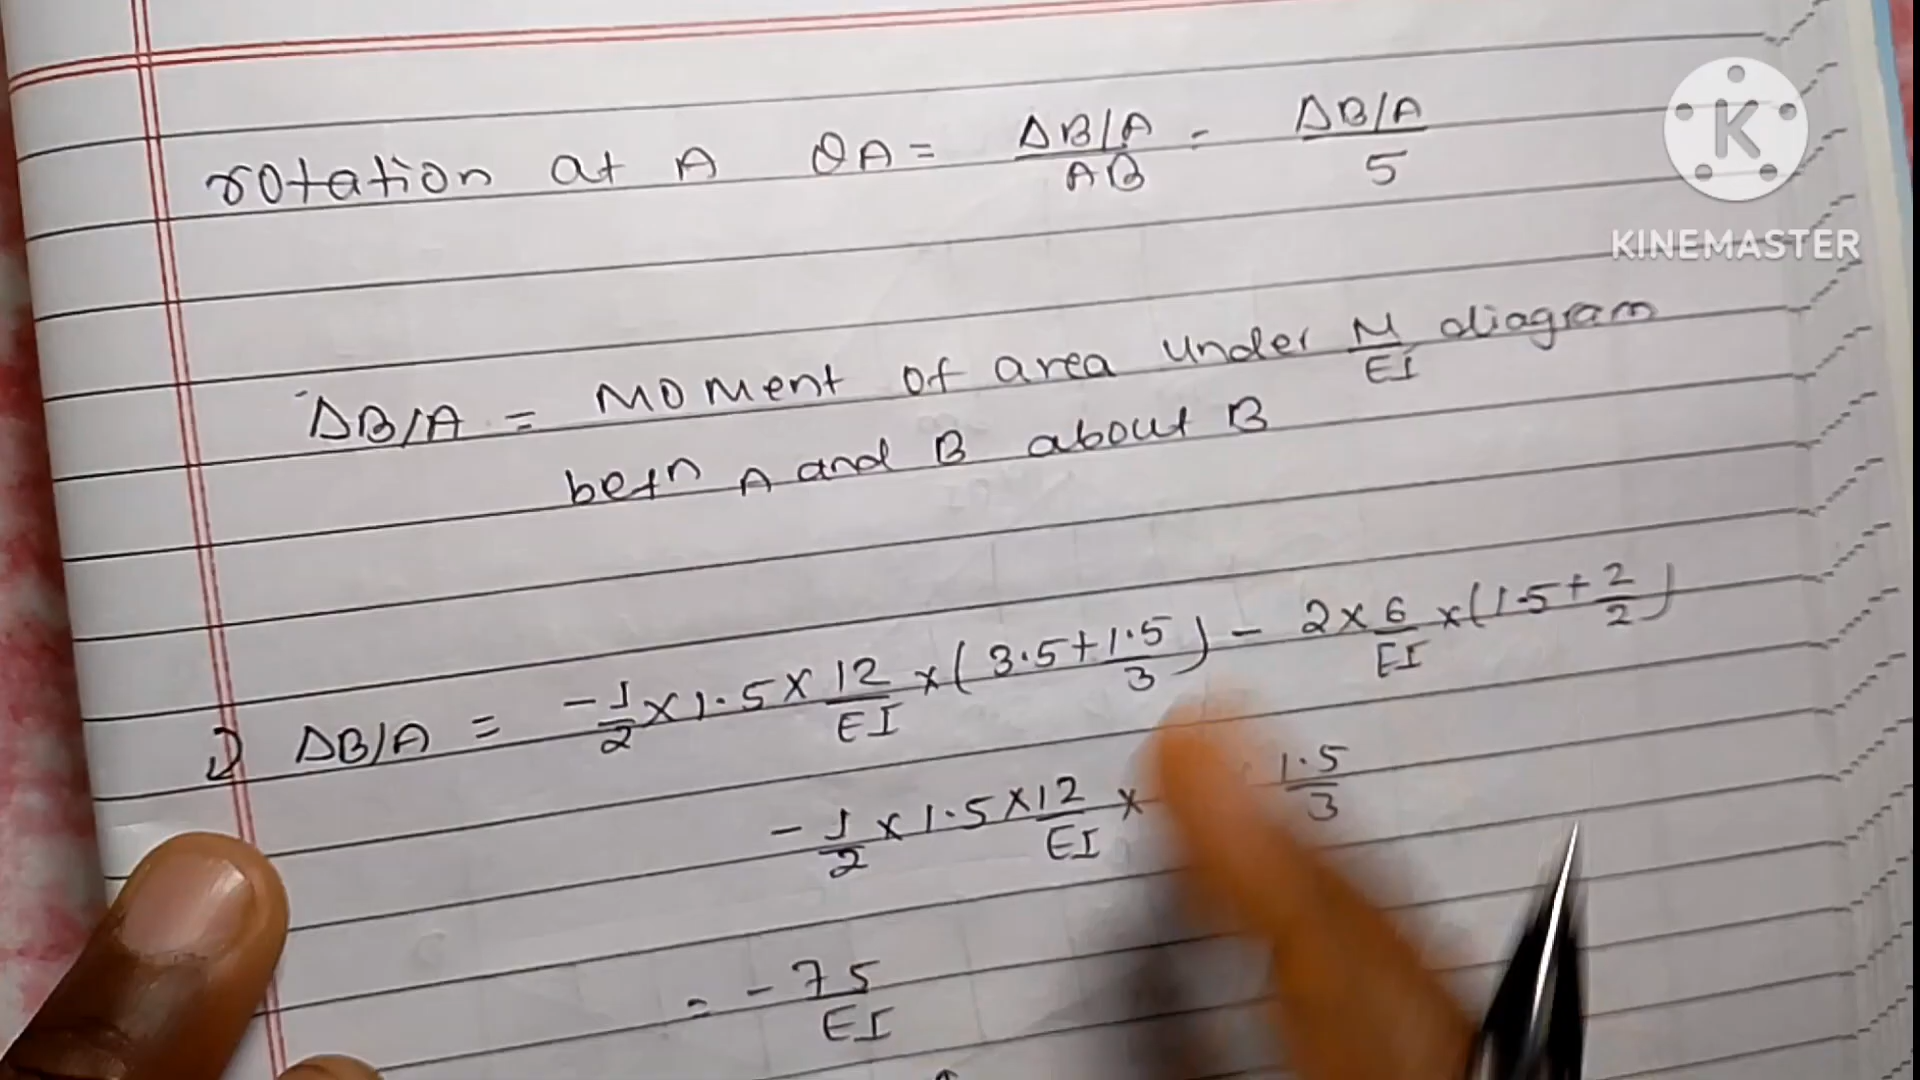 rotation at A θA = ΔB/A / AB = ΔB/A / 5
KINEMASTER
ΔB/A = Moment of area under M/EI diagram
betn A and B about B
1) ΔB/A = -1/2 × 1.5 × 12/EI × (3.5 + 1.5/3) - 2 × 6/EI × (1.5 + 2/2)
- 1/2 × 1.5 × 12/EI × 1.5/3
= - 75/EI